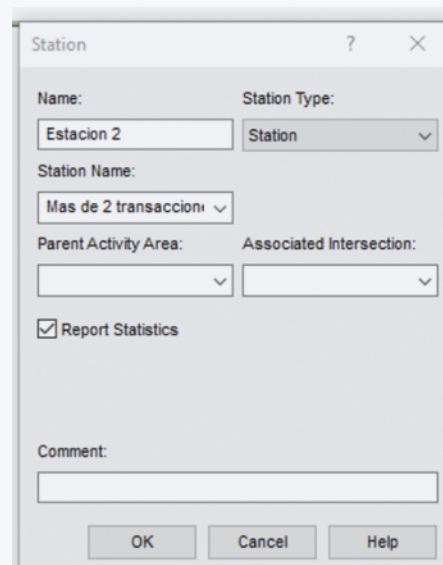 Station ?
Name: Station Type:
Estacion 2 Station
Station Name:
Mas de 2 transaccion
Parent Activity Area: Associated Intersection:
Report Statistics
Comment:
OK Cancel Help